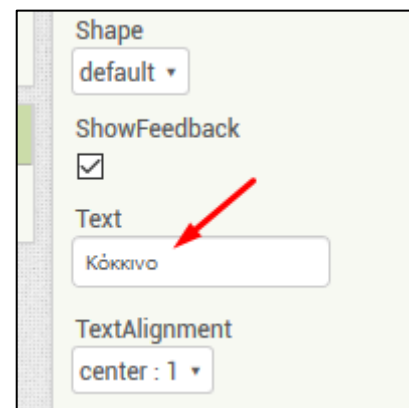 Shape
default
ShowFeedback
Text
Κόκκινο
TextAlignment
center : 1